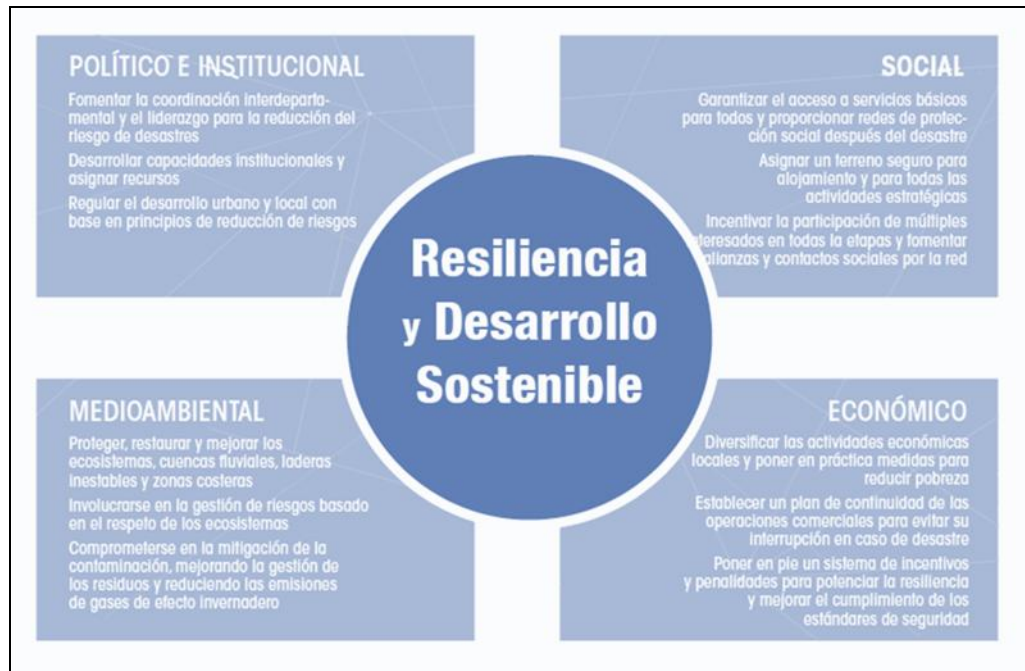 POLÍTICO E INSTITUCIONAL
Fomentar la coordinación interdeparta-
mental y el liderazgo para la reducción del
riesgo de desastres
Desarrollar capacidades institucionales y
asignar recursos
Regular el desarrollo urbano y local con
base en principios de reducción de riesgos
SOCIAL
Garantizar el acceso a servicios básicos
para todos y proporcionar redes de protec-
ción social después del desastre
Asignar un terreno seguro para
alojamiento y para todas las
actividades estratégicas
Incentivar la participación de múltiples
nteresados en todas la etapas y fomentar
alianzas y contactos sociales por la red
Resiliencia
y Desarrollo
Sostenible
MEDIOAMBIENTAL
Proteger, restaurar y mejorar los
ecosistemas, cuencas fluviales, laderas
inestables y zonas costeras
Involucrarse en la gestión de riesgos basado
en el respeto de los ecosistemas
Comprometerse en la mitigación de la
contaminación, mejorando la gestión de
los residuos y reduciendo las emisiones
de gases de efecto invernadero
ECONÓMICO
Diversificar las actividades económicas
locales y poner en práctica medidas para
reducir pobreza
Establecer un plan de continuidad de las
operaciones comerciales para evitar su
interrupción en caso de desastre
Poner en pie un sistema de incentivos
y penalidades para potenciar la resiliencia
y mejorar el cumplimiento de los
estándares de seguridad